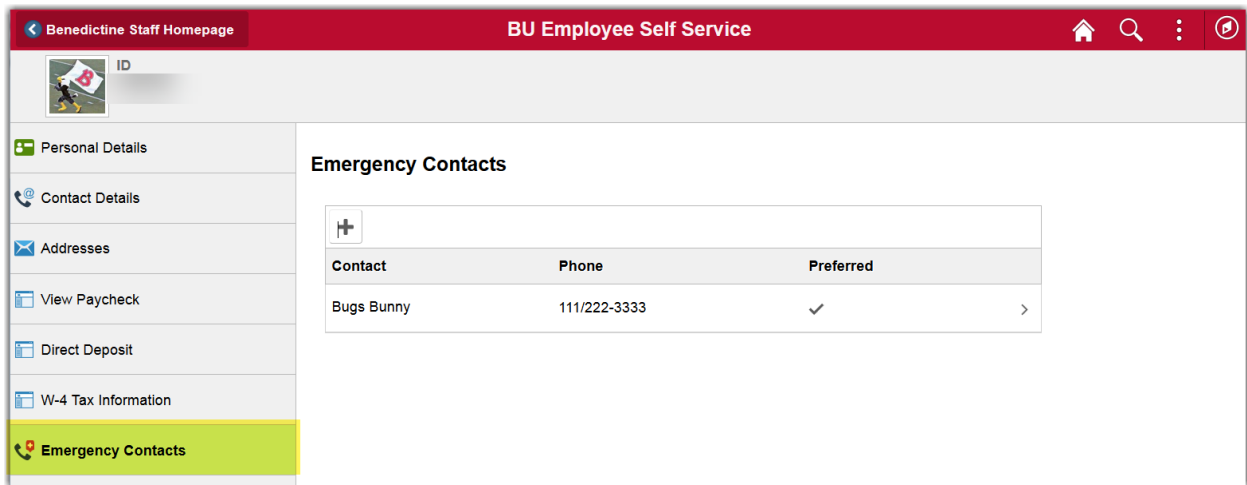 Benedictine Staff Homepage
BU Employee Self Service
ID
B
Personal Details
Contact Details
Addresses
View Paycheck
Direct Deposit
W-4 Tax Information
Emergency Contacts
Emergency Contacts
Contact Phone Preferred
Bugs Bunny 111/222-3333